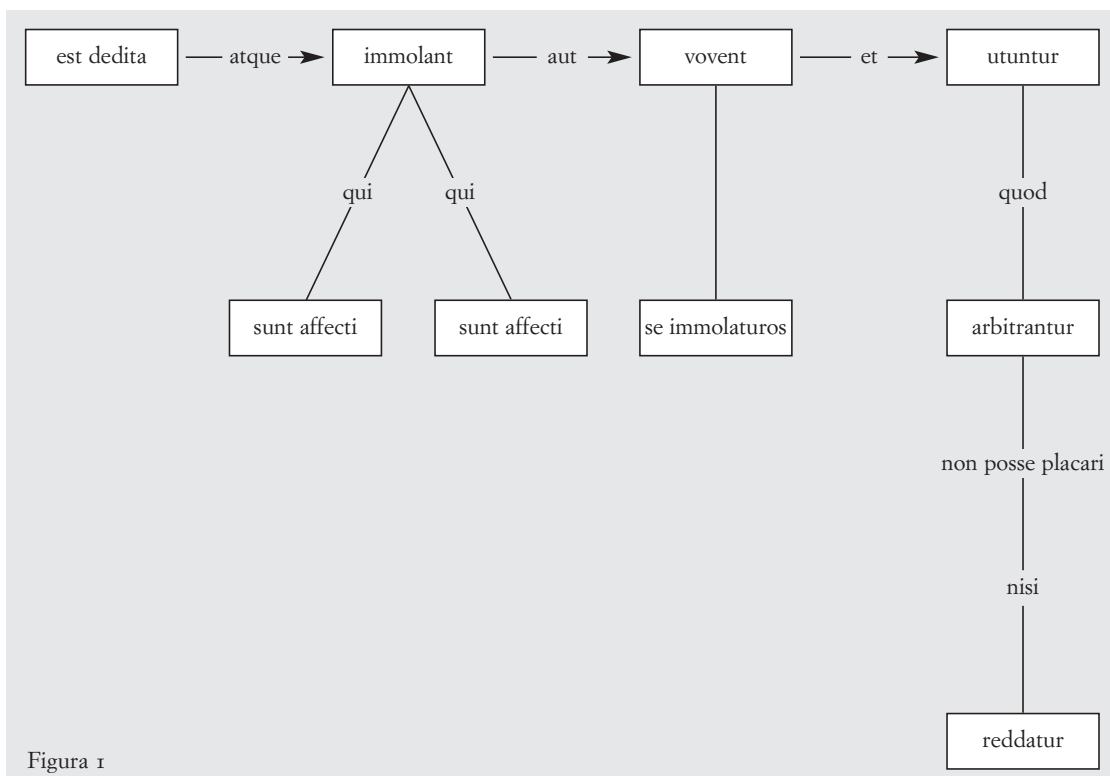 est dedita atque immolant aut vovent et utuntur
qui qui quod
sunt affecti sunt affecti se immolaturos arbitrantur
non posse placari
nisi
reddatur
Figura 1